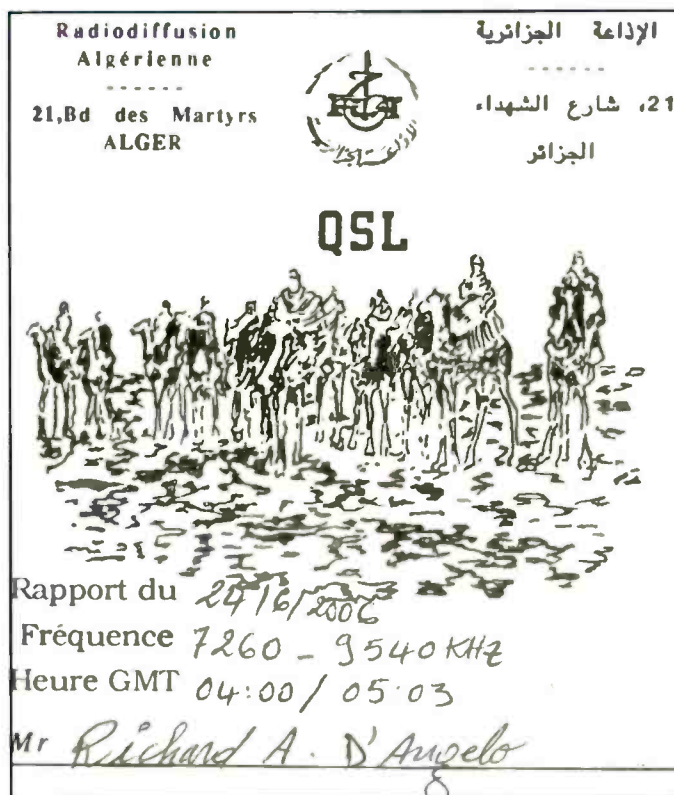 Radiodiffusion
Algérienne
------
21,Bd des Martyrs
ALGER
الإذاعة الجزائرية
------
21، شارع الشهداء
الجزائر
QSL
Rapport du 24/6/2006
Fréquence 7260 _ 9540 KHz
Heure GMT 04:00 / 05:03
Mr Richard A. D'Angelo